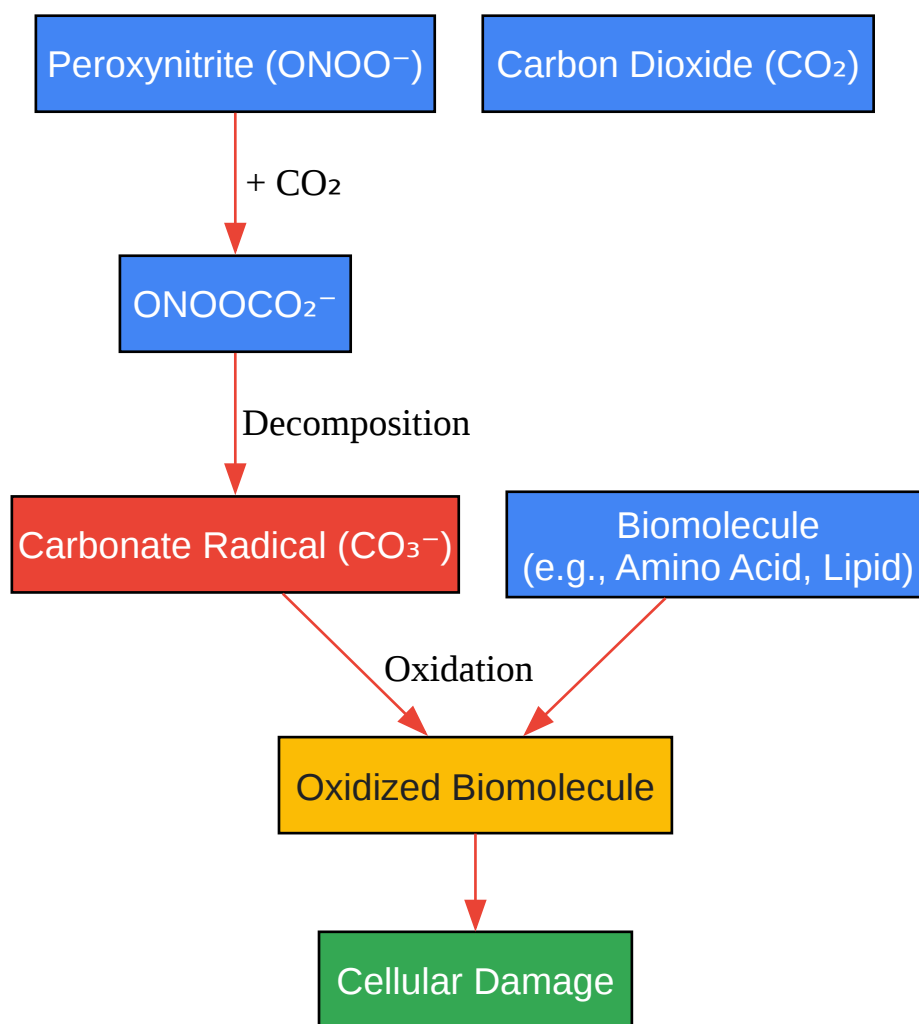 Peroxynitrite (ONOO⁻)
Carbon Dioxide (CO₂)
+ CO₂
ONOOCO₂⁻
Decomposition
Carbonate Radical (CO₃⁻)
Biomolecule
(e.g., Amino Acid, Lipid)
Oxidation
Oxidized Biomolecule
Cellular Damage